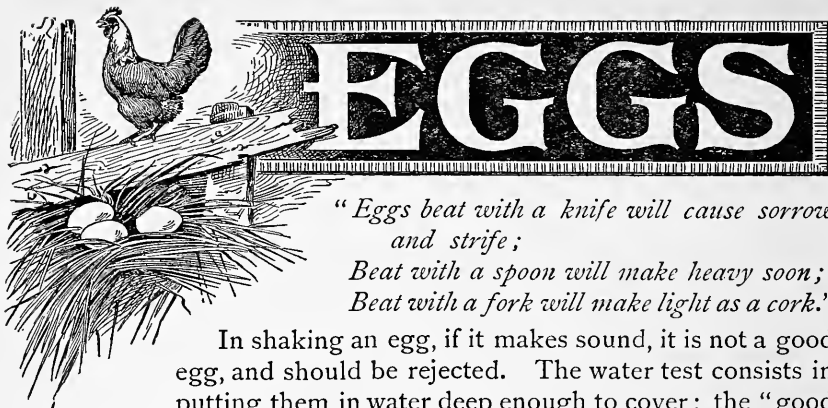 EGGS
“Eggs beat with a knife will cause sorrow
and strife;
Beat with a spoon will make heavy soon;
Beat with a fork will make light as a cork.”
In shaking an egg, if it makes sound, it is not a good
egg, and should be rejected. The water test consists in
putting them in water deep enough to cover; the “good